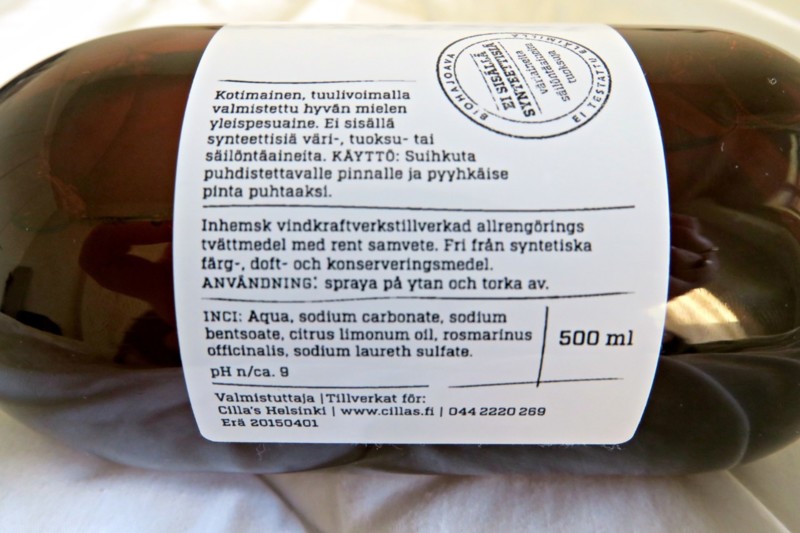 EI TESTATTU ELÄIMILLÄ
BIOHAJOAVA
EI SISÄLLÄ
SYNTEETTISIÄ
väriaineita
säilöntäaineita
tuoksuja
Kotimainen, tuulivoimalla
valmistettu hyvän mielen
yleispesuaine. Ei sisällä
synteettisiä väri-, tuoksu- tai
säilöntäaineita. KÄYTTÖ: Suihkuta
puhdistettavalle pinnalle ja pyyhkäise
pinta puhtaaksi.
Inhemsk vindkraftverkstillverkad allrengörings
tvättmedel med rent samvete. Fri från syntetiska
färg-, doft- och konserveringsmedel.
ANVÄNDNING: spraya på ytan och torka av.
INCI: Aqua, sodium carbonate, sodium
bentsoate, citrus limonum oil, rosmarinus
officinalis, sodium laureth sulfate.
pH n/ca. 9
500 ml
Valmistuttaja | Tillverkat för:
Cilla's Helsinki | www.cillas.fi | 044 2220 269
Erä 20150401